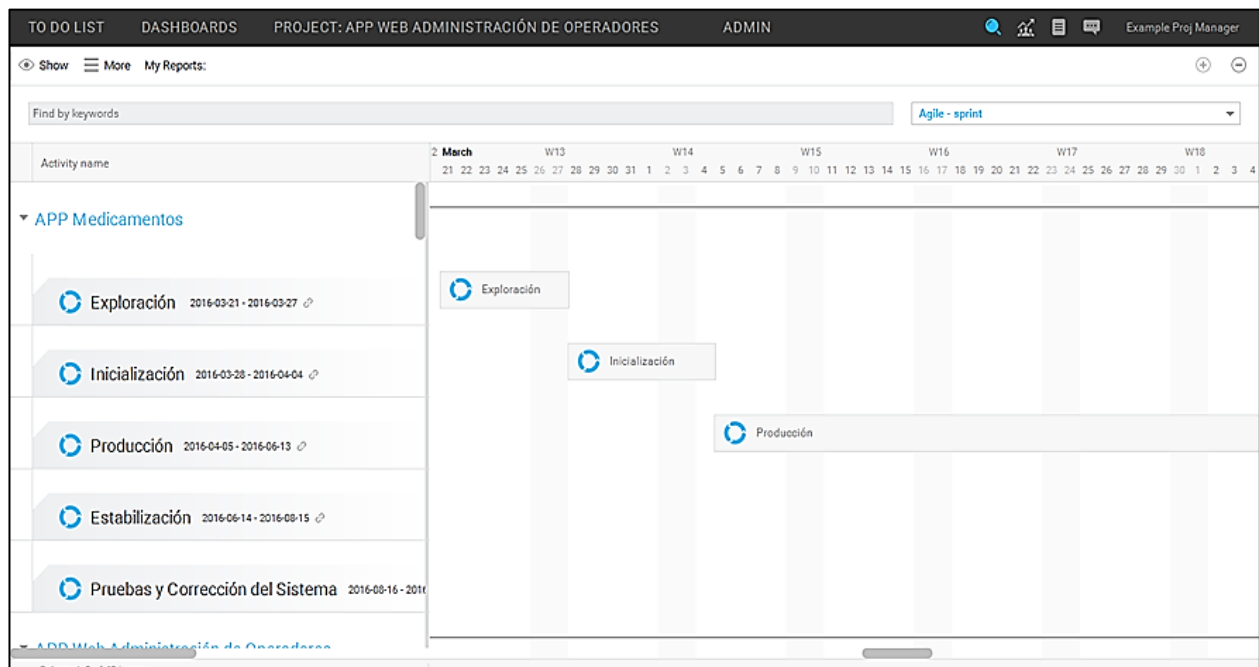 TO DO LIST DASHBOARDS PROJECT: APP WEB ADMINISTRACIÓN DE OPERADORES ADMIN Example Proj Manager
Show More My Reports:
Find by keywords Agile - sprint
Activity name
2 March W13 W14 W15 W16 W17 W18
21 22 23 24 25 26 27 28 29 30 31 1 2 3 4 5 6 7 8 9 10 11 12 13 14 15 16 17 18 19 20 21 22 23 24 25 26 27 28 29 30 1 2 3 4
APP Medicamentos
Exploración 2016-03-21 - 2016-03-27
Exploración
Inicialización 2016-03-28 - 2016-04-04
Inicialización
Producción 2016-04-05 - 2016-06-13
Producción
Estabilización 2016-06-14 - 2016-08-15
Pruebas y Corrección del Sistema 2016-08-16 - 201
APP Web Administración de Operadores